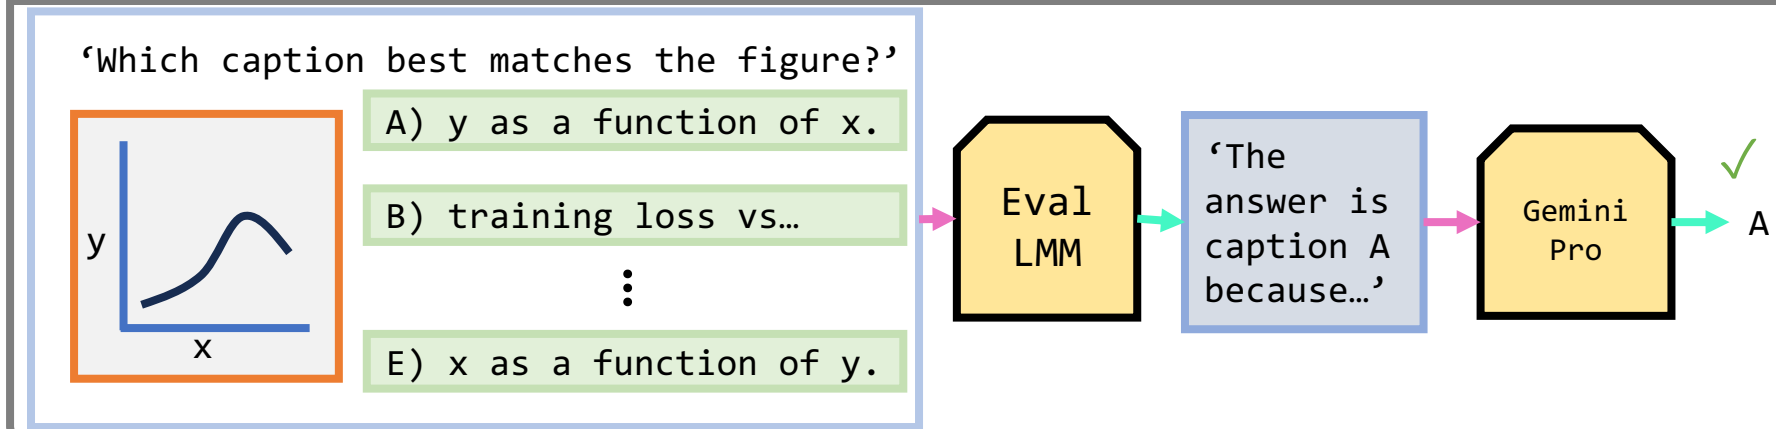 ‘Which caption best matches the figure?’
y
x
A) y as a function of x.
B) training loss vs…
E) x as a function of y.
Eval
LMM
‘The
answer is
caption A
because…’
Gemini
Pro
A